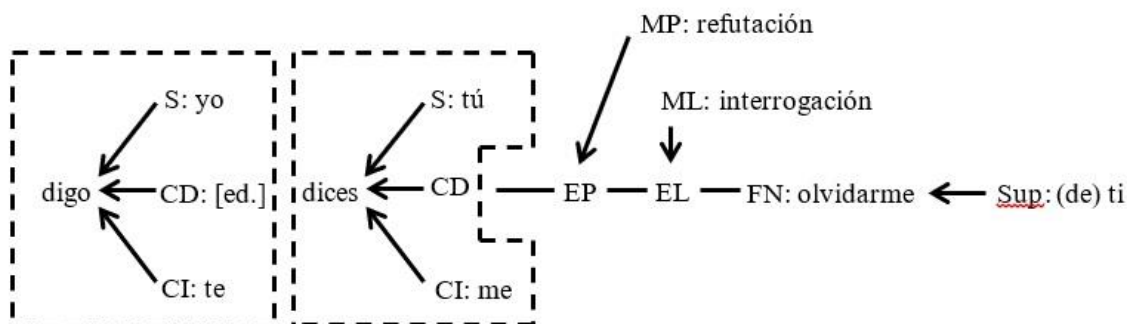 MP: refutación
S: yo
S: tú
ML: interrogación
digo
CD: [ed.]
dices
CD
EP
EL
FN: olvidarme
Sup: (de) ti
CI: te
CI: me